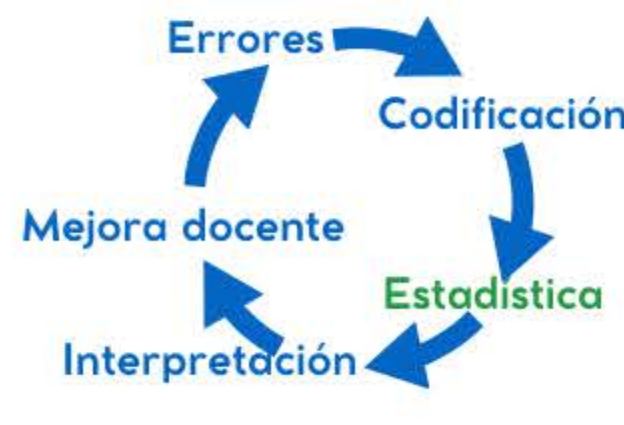 Errores
Codificación
Estadística
Interpretación
Mejora docente